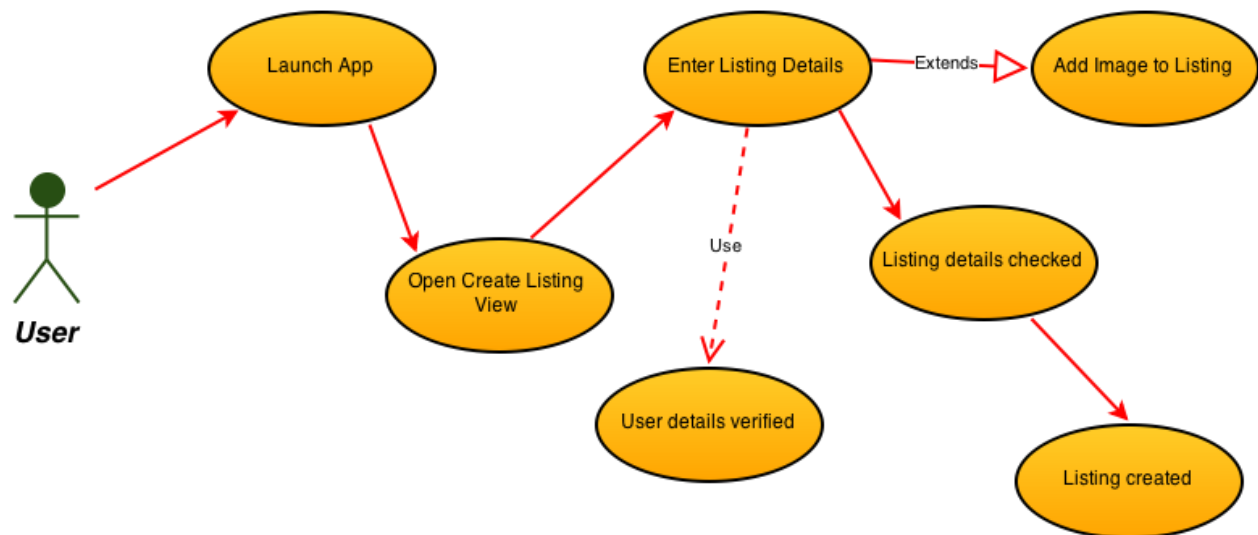 Launch App
Enter Listing Details
Extends
Add Image to Listing
User
Open Create Listing
View
Use
Listing details checked
User details verified
Listing created